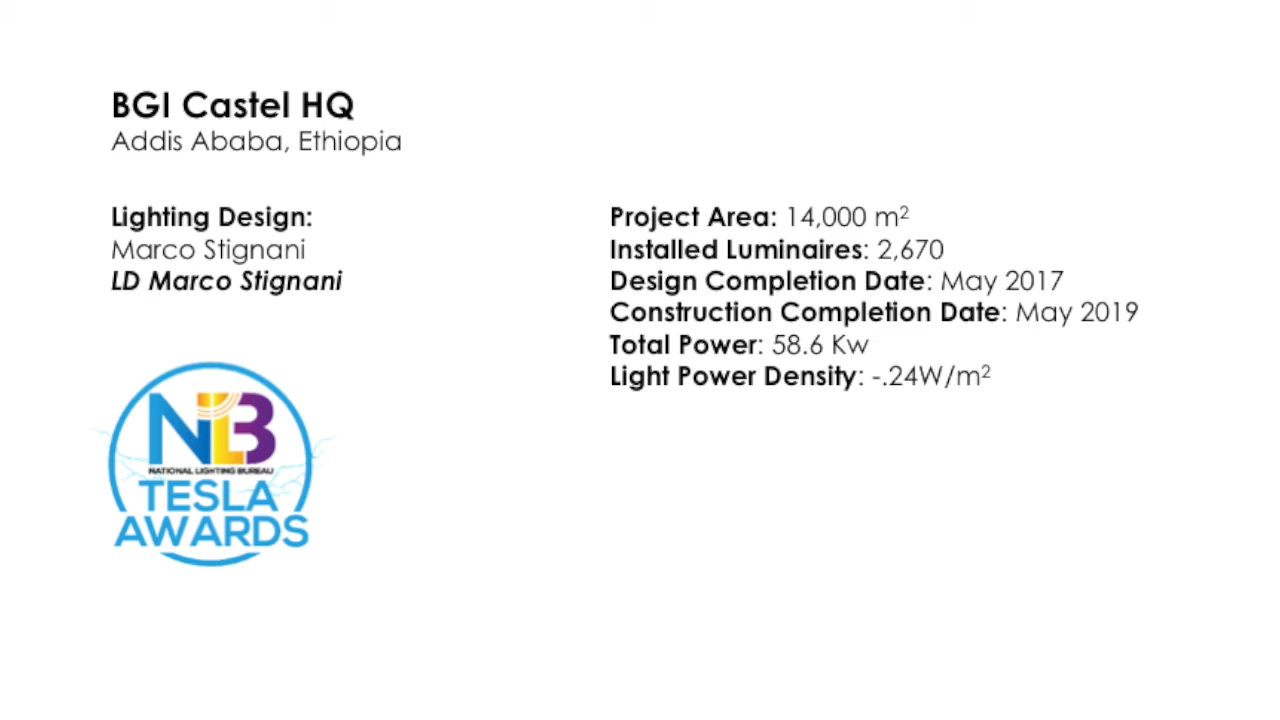 BGI Castel HQ
Addis Ababa, Ethiopia
Lighting Design:
Marco Stignani
LD Marco Stignani
Project Area: 14,000 m²
Installed Luminaires: 2,670
Design Completion Date: May 2017
Construction Completion Date: May 2019
Total Power: 58.6 Kw
Light Power Density: -.24W/m²
NLB
NATIONAL LIGHTING BUREAU
TESLA
AWARDS